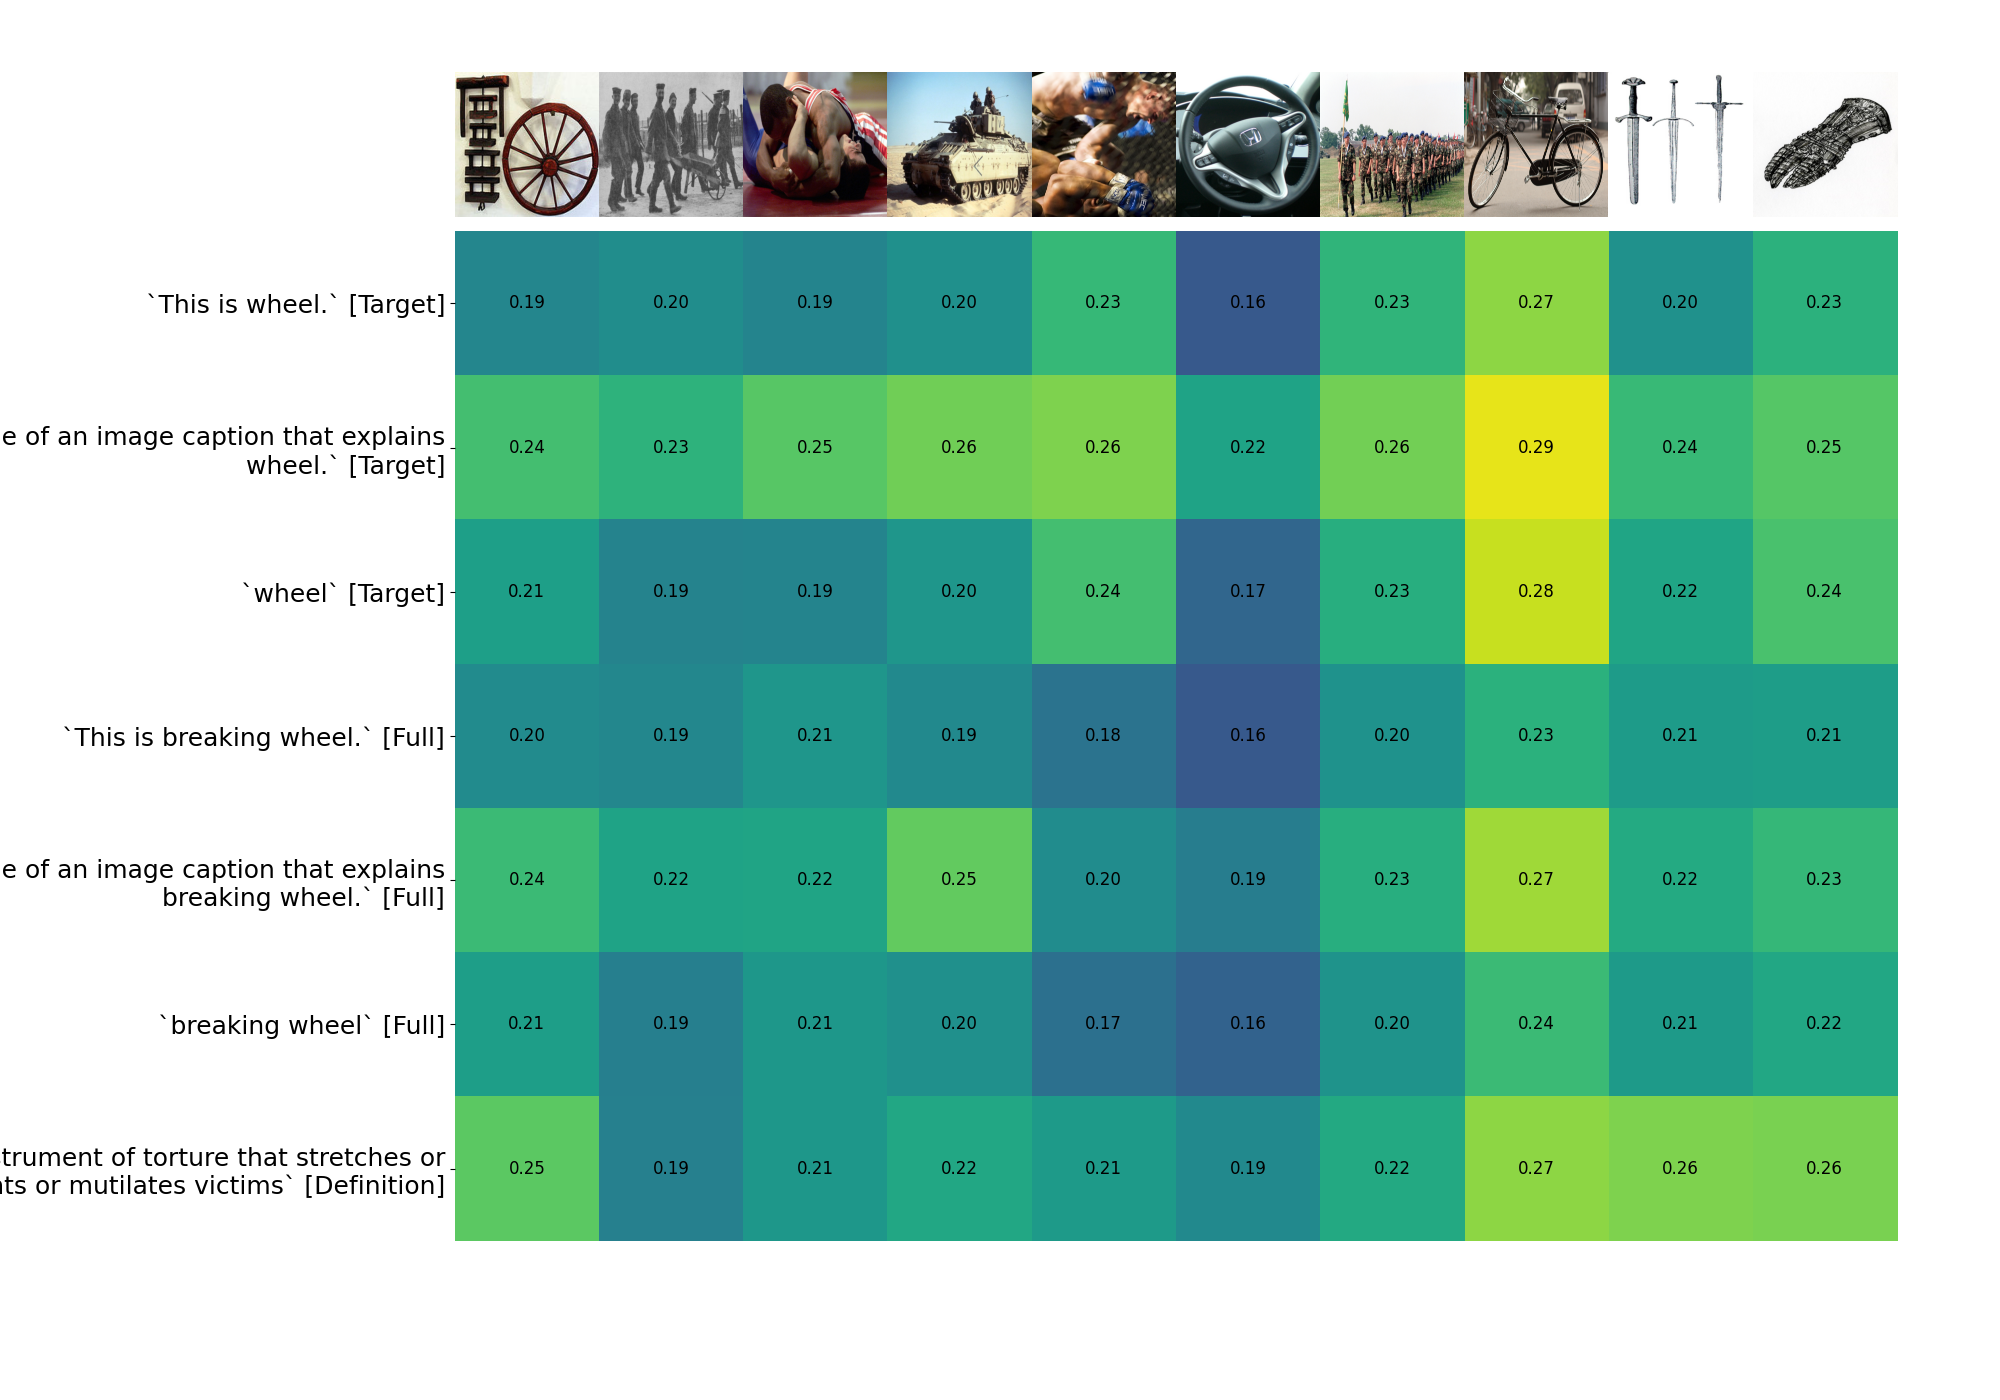 `This is wheel.` [Target]
0.19 0.20 0.19 0.20 0.23 0.16 0.23 0.27 0.20 0.23
e of an image caption that explains
wheel.` [Target]
0.24 0.23 0.25 0.26 0.26 0.22 0.26 0.29 0.24 0.25
`wheel` [Target]
0.21 0.19 0.19 0.20 0.24 0.17 0.23 0.28 0.22 0.24
`This is breaking wheel.` [Full]
0.20 0.19 0.21 0.19 0.18 0.16 0.20 0.23 0.21 0.21
e of an image caption that explains
breaking wheel.` [Full]
0.24 0.22 0.22 0.25 0.20 0.19 0.23 0.27 0.22 0.23
`breaking wheel` [Full]
0.21 0.19 0.21 0.20 0.17 0.16 0.20 0.24 0.21 0.22
trument of torture that stretches or
ts or mutilates victims` [Definition]
0.25 0.19 0.21 0.22 0.21 0.19 0.22 0.27 0.26 0.26